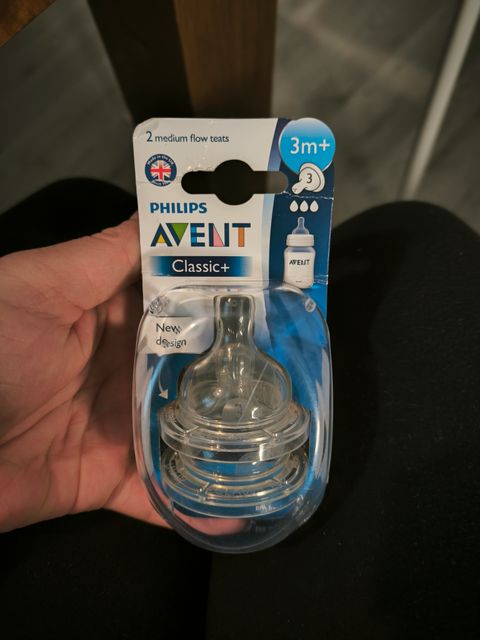 2 medium flow teats
3m+
3
PHILIPS
AVENT
Classic+
AVENT
New
design